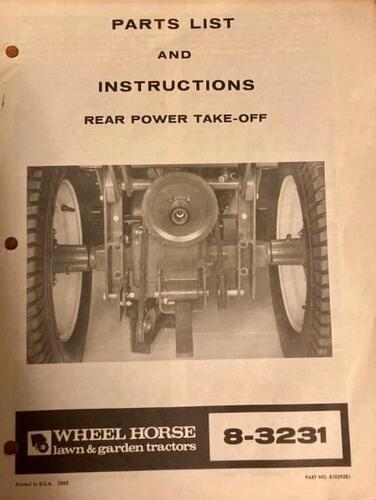 PARTS LIST
AND
INSTRUCTIONS
REAR POWER TAKE-OFF
WHEEL HORSE
lawn & garden tractors
8-3231
Printed in U.S.A.
PART NO.